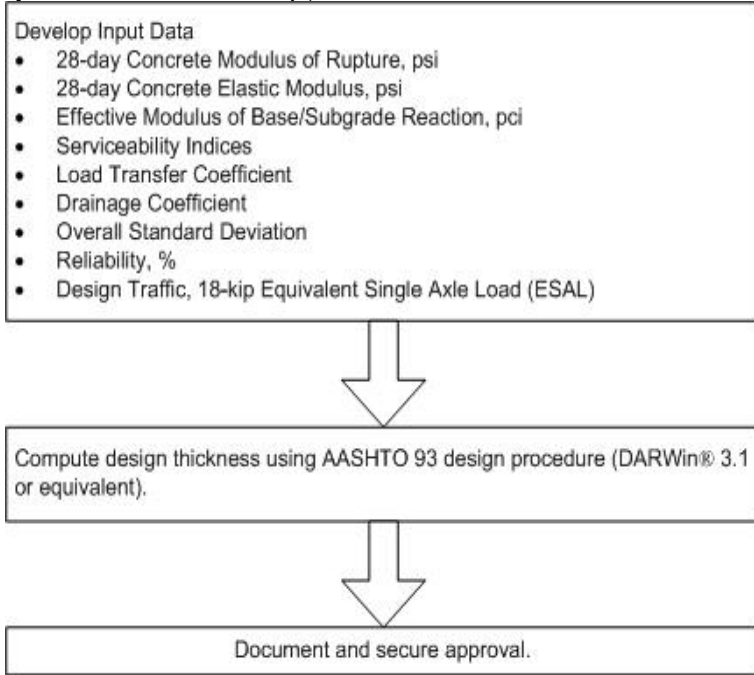 Develop Input Data
• 28-day Concrete Modulus of Rupture, psi
• 28-day Concrete Elastic Modulus, psi
• Effective Modulus of Base/Subgrade Reaction, pci
• Serviceability Indices
• Load Transfer Coefficient
• Drainage Coefficient
• Overall Standard Deviation
• Reliability, %
• Design Traffic, 18-kip Equivalent Single Axle Load (ESAL)
Compute design thickness using AASHTO 93 design procedure (DARWin® 3.1
or equivalent).
Document and secure approval.